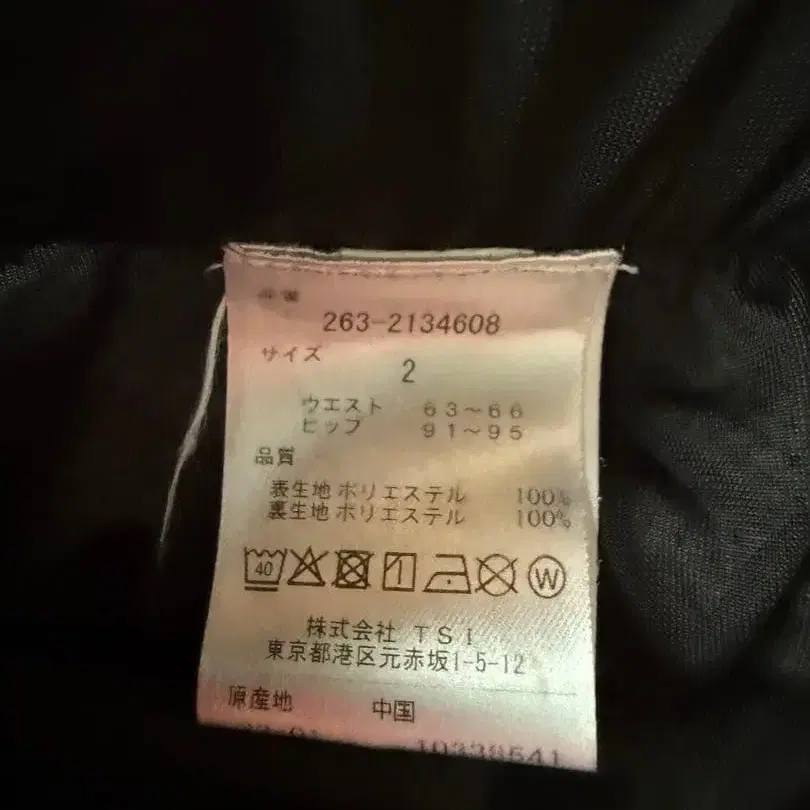 品番
263-2134608
サイズ
2
ウエスト 63～66
ヒップ 91～95
品質
表生地 ポリエステル 100%
裏生地 ポリエステル 100%
40 W
株式会社 TSI
東京都港区元赤坂1-5-12
原産地 中国
10338541